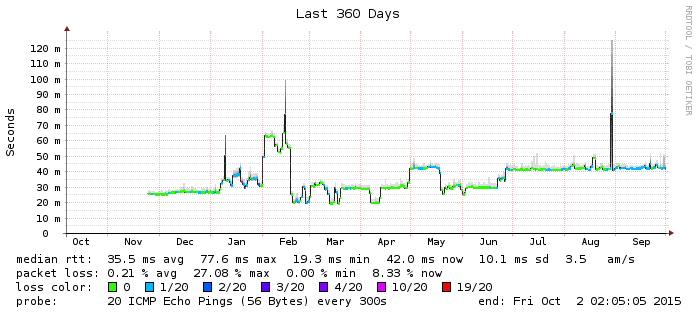 Last 360 Days
RRDTOOL / TOBI OETIKER
Seconds
120 m
110 m
100 m
90 m
80 m
70 m
60 m
50 m
40 m
30 m
20 m
10 m
0
Oct Nov Dec Jan Feb Mar Apr May Jun Jul Aug Sep
median rtt: 35.5 ms avg 77.6 ms max 19.3 ms min 42.0 ms now 10.1 ms sd 3.5 am/s
packet loss: 0.21 % avg 27.08 % max 0.00 % min 8.33 % now
loss color: 0 1/20 2/20 3/20 4/20 10/20 19/20
probe: 20 ICMP Echo Pings (56 Bytes) every 300s end: Fri Oct 2 02:05:05 2015